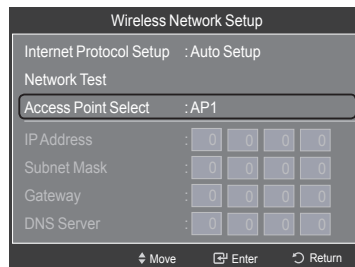 Wireless Network Setup
Internet Protocol Setup : Auto Setup
Network Test
Access Point Select : AP1
IP Address : 0 0 0 0
Subnet Mask : 0 0 0 0
Gateway : 0 0 0 0
DNS Server : 0 0 0 0
Move Enter Return